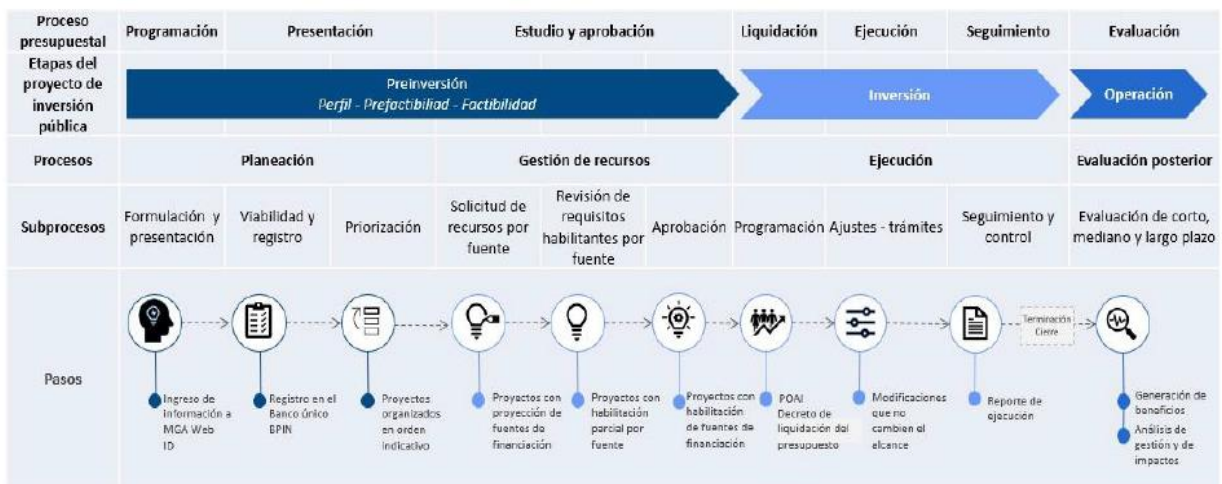 Proceso
presupuestal
Programación
Presentación
Estudio y aprobación
Liquidación
Ejecución
Seguimiento
Evaluación
Etapas del
proyecto de
inversión
pública
Preinversión
Perfil - Prefactibiliad - Factibilidad
Inversión
Operación
Procesos
Planeación
Gestión de recursos
Ejecución
Evaluación posterior
Subprocesos
Formulación y
presentación
Viabilidad y
registro
Priorización
Solicitud de
recursos por
fuente
Revisión de
requisitos
habilitantes por
fuente
Aprobación
Programación
Ajustes - trámites
Seguimiento y
control
Evaluación de corto,
mediano y largo plazo
Pasos
Terminación
Cierre
Ingreso de
información a
MGA Web
ID
Registro en el
Banco único
BPIN
Proyectos
organizados
en orden
indicativo
Proyectos con
proyección de
fuentes de
financiación
Proyectos con
habilitación
parcial por
fuente
Proyectos con
habilitación
de fuentes de
financiación
POAI
Decreto de
liquidación del
presupuesto
Modificaciones
que no
cambien el
alcance
Reporte de
ejecución
Generación de
beneficios
Análisis de
gestión y de
impactos